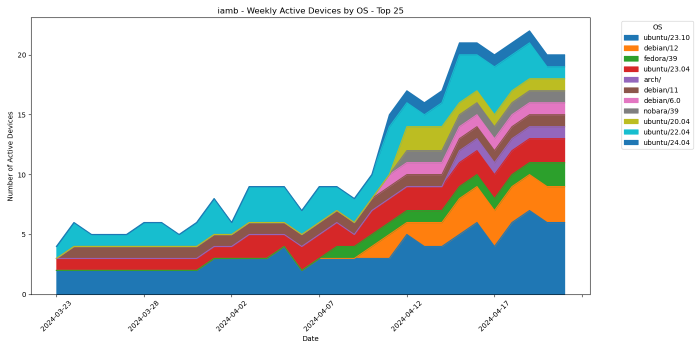 iamb - Weekly Active Devices by OS - Top 25
Number of Active Devices
20
15
10
5
0
2024-03-23
2024-03-28
2024-04-02
2024-04-07
2024-04-12
2024-04-17
Date
OS
ubuntu/23.10
debian/12
fedora/39
ubuntu/23.04
arch/
debian/11
debian/6.0
nobara/39
ubuntu/20.04
ubuntu/22.04
ubuntu/24.04